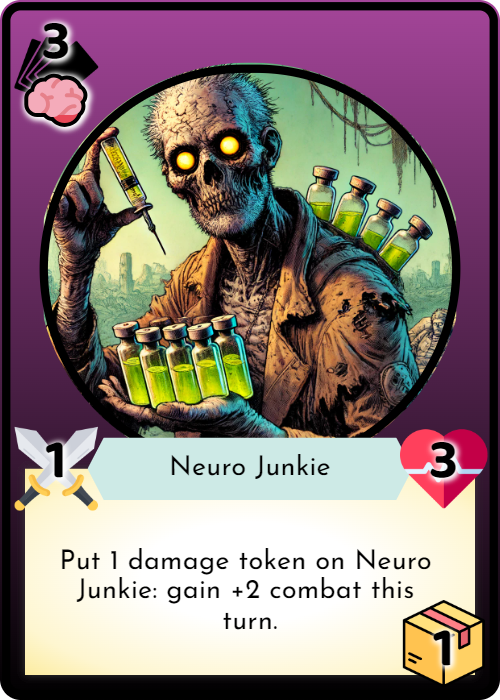 3
1
Neuro Junkie
3
Put 1 damage token on Neuro
Junkie: gain +2 combat this
turn.
1